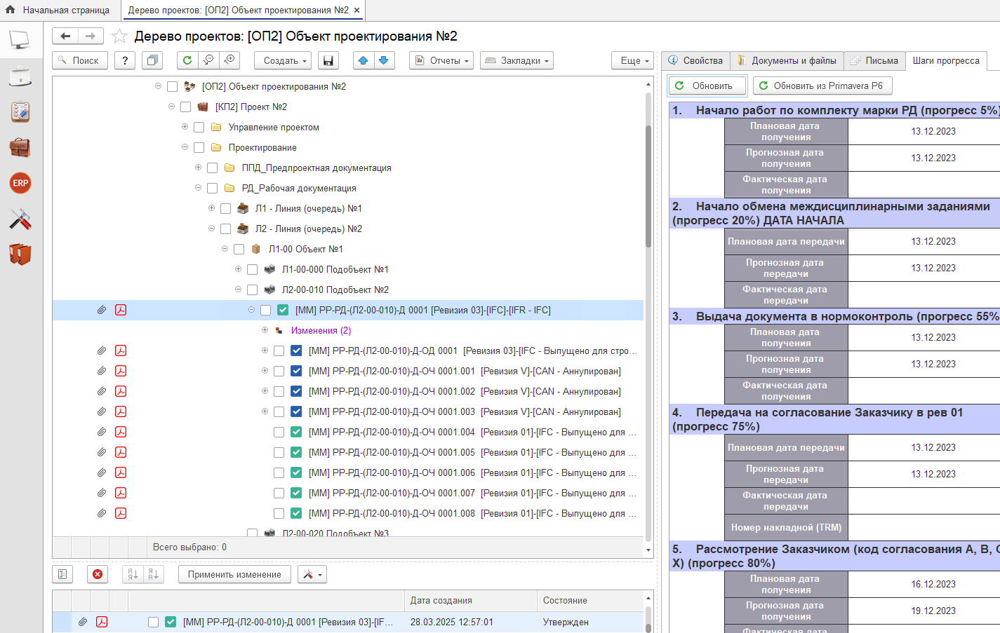 Начальная страница
Дерево проектов: [ОП2] Объект проектирования №2 ×
Дерево проектов: [ОП2] Объект проектирования №2
Поиск
?
Создать
Отчеты
Закладки
Еще
[ОП2] Объект проектирования №2
[КП2] Проект №2
Управление проектом
Проектирование
ППД_Предпроектная документация
РД_Рабочая документация
Л1 - Линия (очередь) №1
Л2 - Линия (очередь) №2
Л1-00 Объект №1
Л1-00-000 Подобъект №1
Л2-00-010 Подобъект №2
[ММ] РР-РД-(Л2-00-010)-Д 0001 [Ревизия 03]-[IFC]-[IFR - IFC]
Изменения (2)
[ММ] РР-РД-(Л2-00-010)-Д-ОД 0001 [Ревизия 03]-[IFC - Выпущено для стро...
[ММ] РР-РД-(Л2-00-010)-Д-ОЧ 0001.001 [Ревизия V]-[CAN - Аннулирован]
[ММ] РР-РД-(Л2-00-010)-Д-ОЧ 0001.002 [Ревизия V]-[CAN - Аннулирован]
[ММ] РР-РД-(Л2-00-010)-Д-ОЧ 0001.003 [Ревизия V]-[CAN - Аннулирован]
[ММ] РР-РД-(Л2-00-010)-Д-ОЧ 0001.004 [Ревизия 01]-[IFC - Выпущено для ...
[ММ] РР-РД-(Л2-00-010)-Д-ОЧ 0001.005 [Ревизия 01]-[IFC - Выпущено для ...
[ММ] РР-РД-(Л2-00-010)-Д-ОЧ 0001.006 [Ревизия 01]-[IFC - Выпущено для ...
[ММ] РР-РД-(Л2-00-010)-Д-ОЧ 0001.007 [Ревизия 01]-[IFC - Выпущено для ...
[ММ] РР-РД-(Л2-00-010)-Д-ОЧ 0001.008 [Ревизия 01]-[IFC - Выпущено для ...
Л2-00-020 Подобъект №3
Всего выбрано: 0
Применить изменение
Дата создания
Состояние
[ММ] РР-РД-(Л2-00-010)-Д 0001 [Ревизия 03]-[IF...
28.03.2025 12:57:01
Утвержден
ERP
Свойства
Документы и файлы
Письма
Шаги прогресса
Обновить
Обновить из Primavera P6
1. Начало работ по комплекту марки РД (прогресс 5%)
Плановая дата
получения
13.12.2023
Прогнозная дата
получения
13.12.2023
Фактическая дата
получения
2. Начало обмена междисциплинарными заданиями
(прогресс 20%) ДАТА НАЧАЛА
Плановая дата передачи
13.12.2023
Прогнозная дата
передачи
13.12.2023
Фактическая дата
передачи
3. Выдача документа в нормоконтроль (прогресс 55%
Плановая дата
получения
13.12.2023
Прогнозная дата
получения
13.12.2023
Фактическая дата
получения
4. Передача на согласование Заказчику в рев 01
(прогресс 75%)
Плановая дата передачи
13.12.2023
Прогнозная дата
передачи
13.12.2023
Фактическая дата
передачи
Номер накладной (TRM)
5. Рассмотрение Заказчиком (код согласования А, В,
X) (прогресс 80%)
Плановая дата
получения
16.12.2023
Прогнозная дата
получения
19.12.2023
Фактическая дата